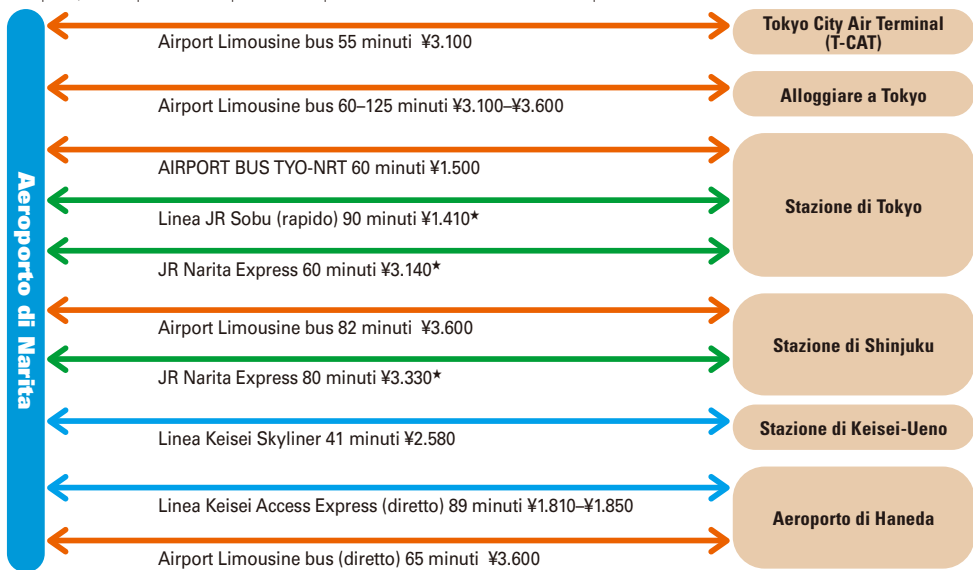 Aeroporto di Narita
Airport Limousine bus 55 minuti ¥3.100
Tokyo City Air Terminal
(T-CAT)
Airport Limousine bus 60–125 minuti ¥3.100–¥3.600
Alloggiare a Tokyo
AIRPORT BUS TYO-NRT 60 minuti ¥1.500
Linea JR Sobu (rapido) 90 minuti ¥1.410★
JR Narita Express 60 minuti ¥3.140★
Stazione di Tokyo
Airport Limousine bus 82 minuti ¥3.600
JR Narita Express 80 minuti ¥3.330★
Stazione di Shinjuku
Linea Keisei Skyliner 41 minuti ¥2.580
Stazione di Keisei-Ueno
Linea Keisei Access Express (diretto) 89 minuti ¥1.810–¥1.850
Airport Limousine bus (diretto) 65 minuti ¥3.600
Aeroporto di Haneda